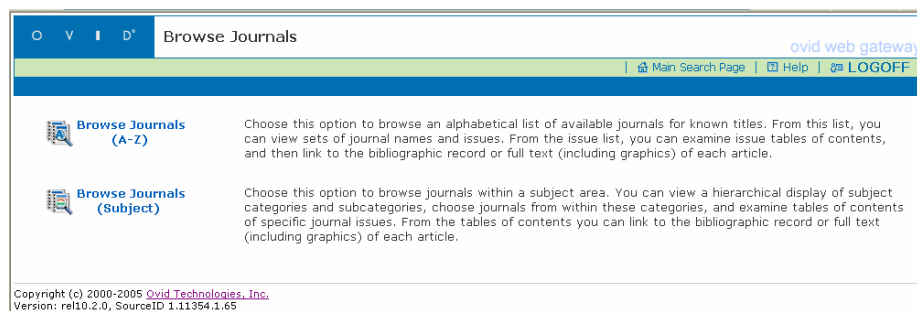 O V I D® Browse Journals
ovid web gateway
| Main Search Page | Help | LOGOFF
Browse Journals
(A-Z)
Choose this option to browse an alphabetical list of available journals for known titles. From this list, you
can view sets of journal names and issues. From the issue list, you can examine issue tables of contents,
and then link to the bibliographic record or full text (including graphics) of each article.
Browse Journals
(Subject)
Choose this option to browse journals within a subject area. You can view a hierarchical display of subject
categories and subcategories, choose journals from within these categories, and examine tables of contents
of specific journal issues. From the tables of contents you can link to the bibliographic record or full text
(including graphics) of each article.
Copyright (c) 2000-2005 Ovid Technologies, Inc.
Version: rel10.2.0, SourceID 1.11354.1.65